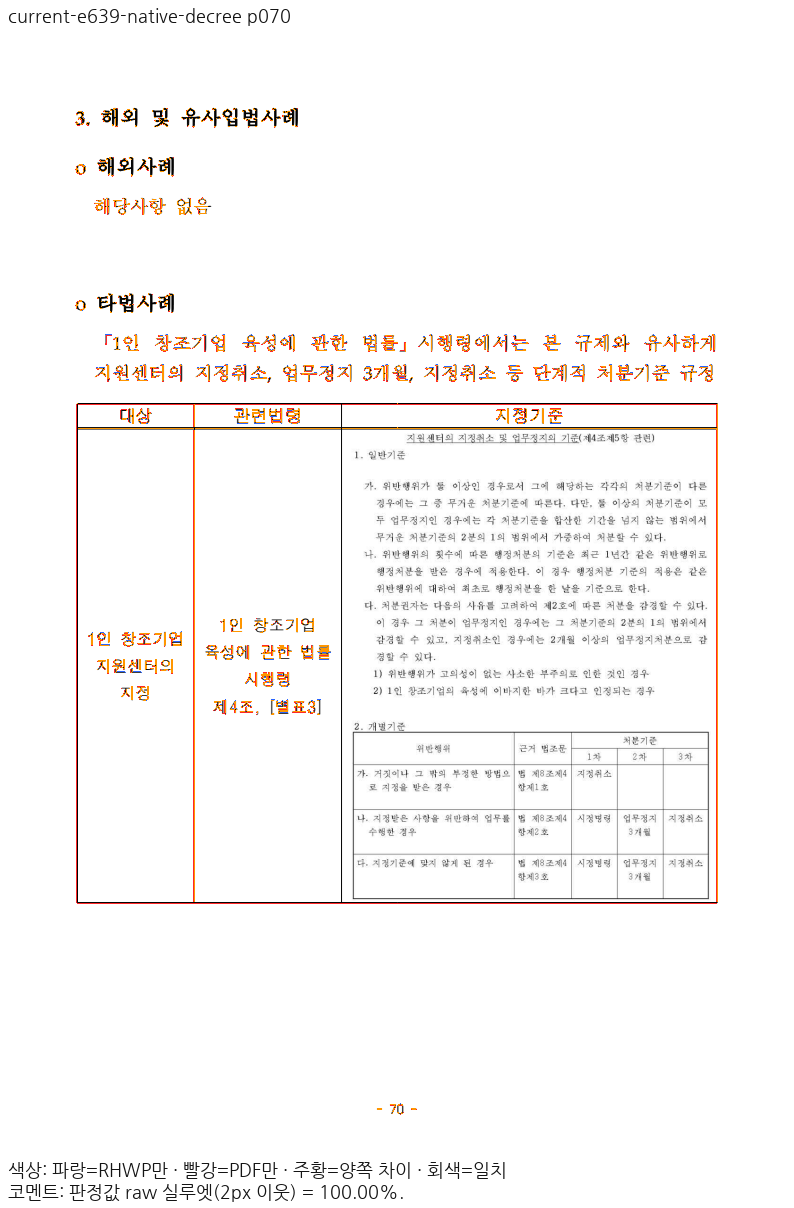 current-e639-native-decree p070
3. 해외 및 유사입법사례
o 해외사례
해당사항 없음
o 타법사례
「1인 창조기업 육성에 관한 법률」시행령에서는 본 규제와 유사하게
지원센터의 지정취소, 업무정지 3개월, 지정취소 등 단계적 처분기준 규정
대상 관련법령 지정기준
1인 창조기업
지원센터의
지정
1인 창조기업
육성에 관한 법률
시행령
제4조, [별표3]
지원센터의 지정취소 및 업무정지의 기준(제4조제5항 관련)
1. 일반기준
가. 위반행위가 둘 이상인 경우로서 그에 해당하는 각각의 처분기준이 다른
경우에는 그 중 무거운 처분기준에 따른다. 다만, 둘 이상의 처분기준이 모
두 업무정지인 경우에는 각 처분기준을 합산한 기간을 넘지 않는 범위에서
무거운 처분기준의 2분의 1의 범위에서 가중하여 처분할 수 있다.
나. 위반행위의 횟수에 따른 행정처분의 기준은 최근 1년간 같은 위반행위로
행정처분을 받은 경우에 적용한다. 이 경우 행정처분 기준의 적용은 같은
위반행위에 대하여 최초로 행정처분을 한 날을 기준으로 한다.
다. 처분권자는 다음의 사유를 고려하여 제2호에 따른 처분을 감경할 수 있다.
이 경우 그 처분이 업무정지인 경우에는 그 처분기준의 2분의 1의 범위에서
감경할 수 있고, 지정취소인 경우에는 2개월 이상의 업무정지처분으로 감
경할 수 있다.
1) 위반행위가 고의성이 없는 사소한 부주의로 인한 것인 경우
2) 1인 창조기업의 육성에 이바지한 바가 크다고 인정되는 경우
2. 개별기준
위반행위 근거 법조문 처분기준
1차 2차 3차
가. 거짓이나 그 밖의 부정한 방법으 법 제8조제4 지정취소
로 지정을 받은 경우 항제1호
나. 지정받은 사항을 위반하여 업무를 법 제8조제4 시정명령 업무정지 지정취소
수행한 경우 항제2호 3개월
다. 지정기준에 맞지 않게 된 경우 법 제8조제4 시정명령 업무정지 지정취소
항제3호 3개월
- 70 -
색상: 파랑=RHWP만 · 빨강=PDF만 · 주황=양쪽 차이 · 회색=일치
코멘트: 판정값 raw 실루엣(2px 이웃) = 100.00%.